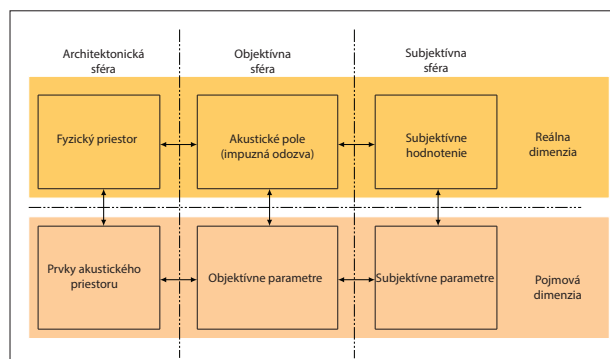 Architektonická
sféra
Objektívna
sféra
Subjektívna
sféra
Fyzický priestor
Akustické pole
(impuzná odozva)
Subjektívne
hodnotenie
Reálna
dimenzia
Prvky akustického
priestoru
Objektívne parametre
Subjektívne parametre
Pojmová
dimenzia